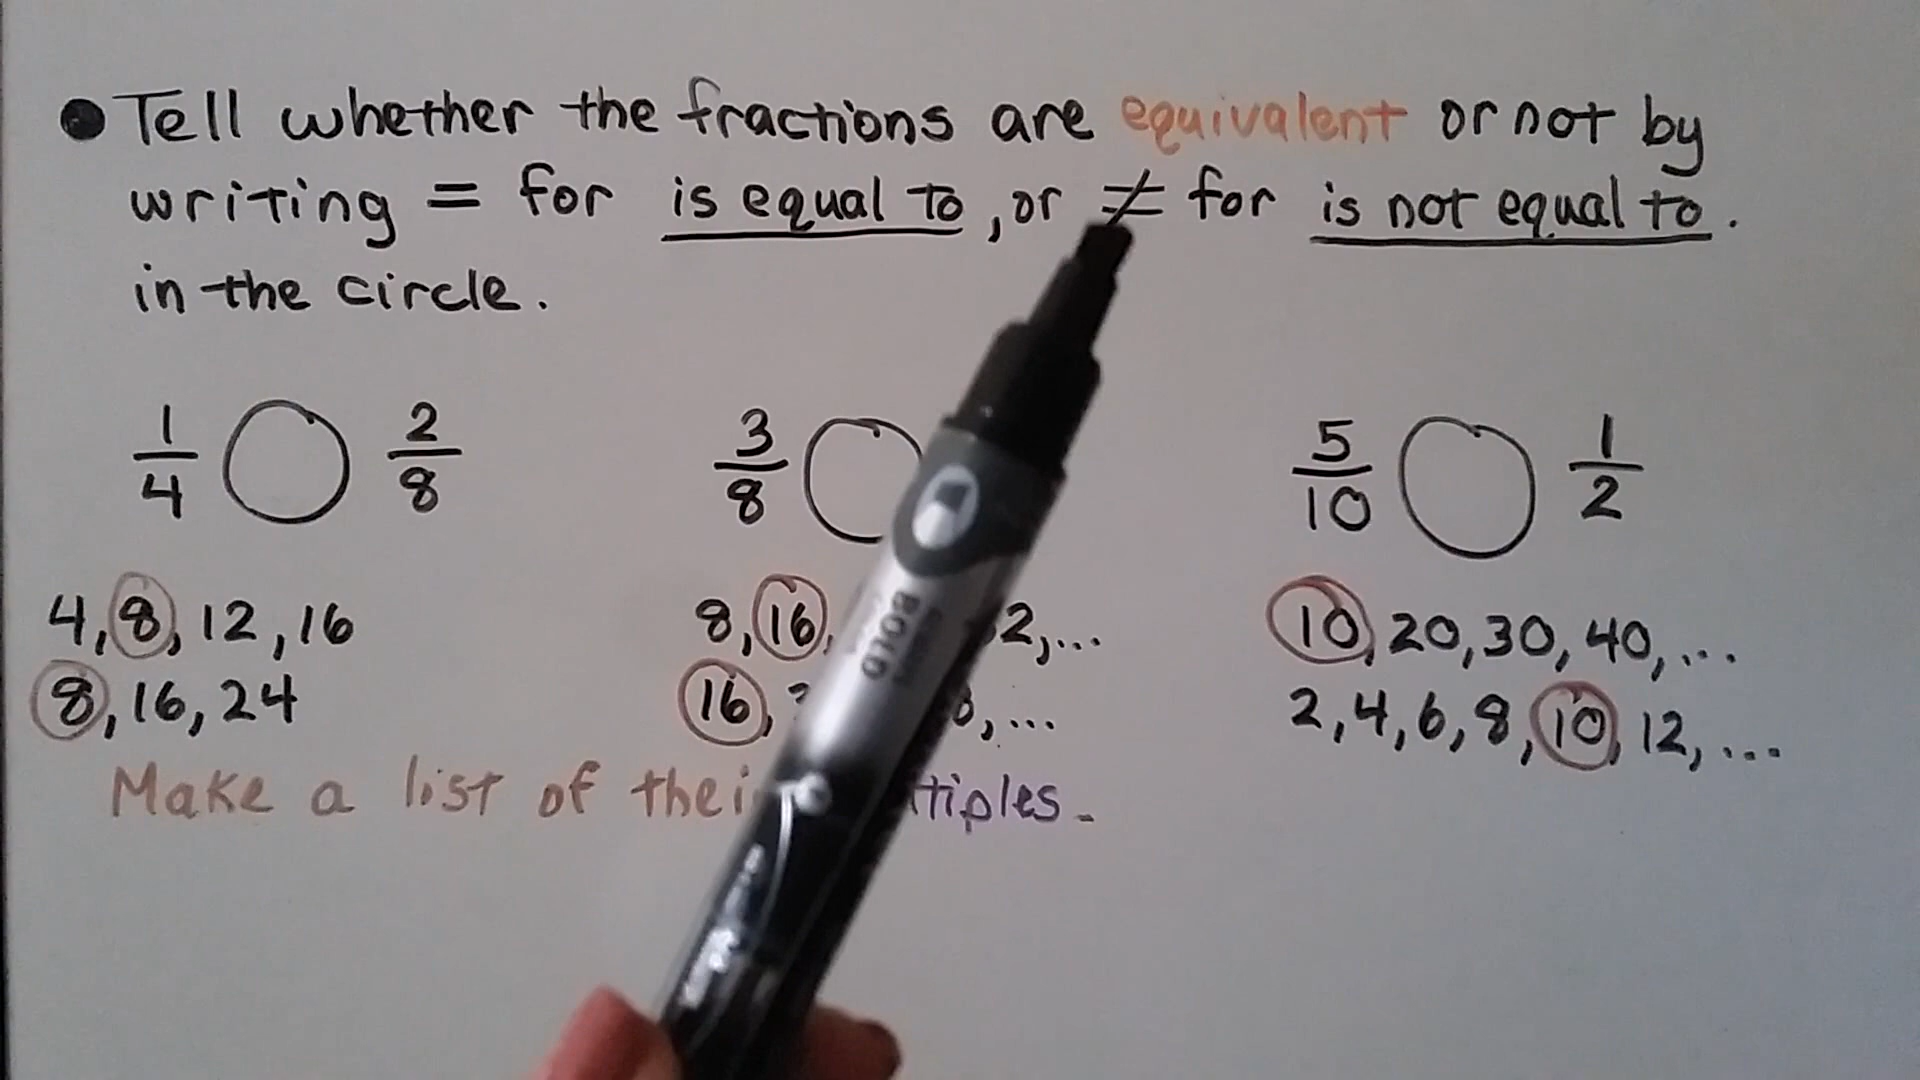 Tell whether the fractions are equivalent or not by
writing = for is equal to, or ≠ for is not equal to.
in the circle.
1/4 ◯ 2/8
3/8 ◯
5/10 ◯ 1/2
4, 8, 12, 16
8, 16, 24
8, 16, 2, ...
16, ...
10, 20, 30, 40, ...
2, 4, 6, 8, 10, 12, ...
Make a list of their tiples.
BOLD